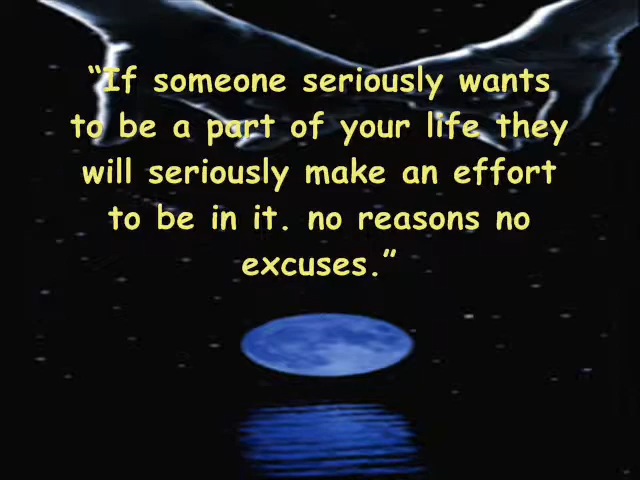 “If someone seriously wants
to be a part of your life they
will seriously make an effort
to be in it. no reasons no
excuses.”